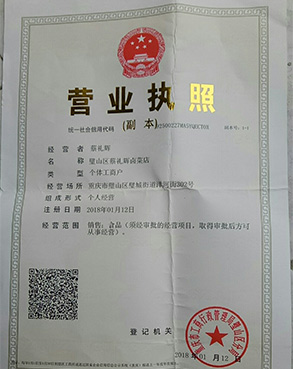 营业执照
(副本)
统一社会信用代码
经营者 蔡礼辉
名称 璧山区蔡礼辉卤菜店
类型 个体工商户
经营场所 重庆市璧山区璧城街道
组成形式 个人经营
注册日期 2018年01月12日
经营范围 销售:食品(须经审批的经营项目,取得审批后方可
从事经营)。
登记机关
2018年01月12日